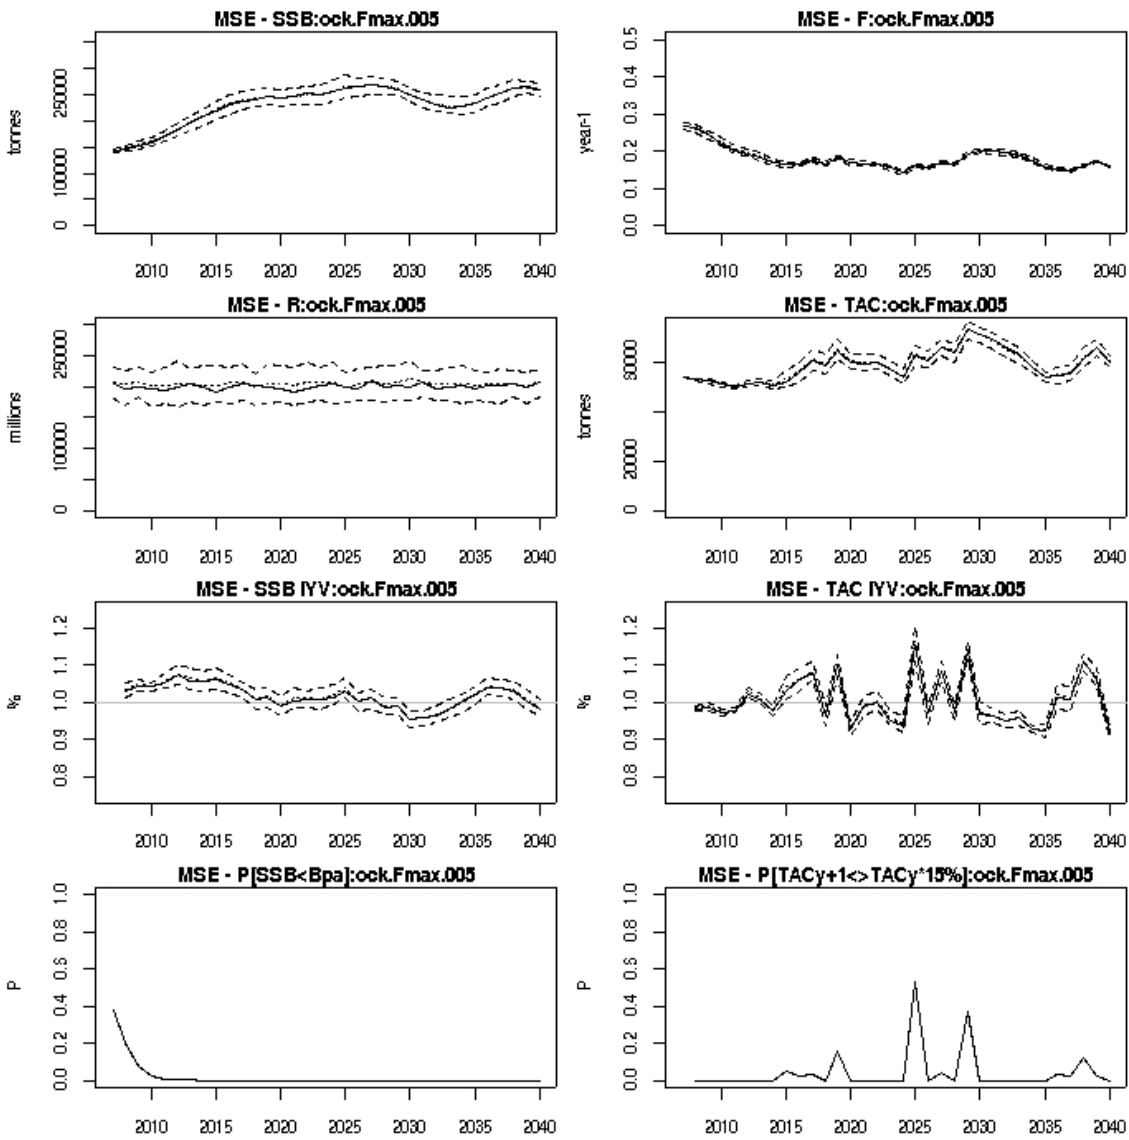 MSE - SSB:ock.Fmax.005
tonnes
250000
100000
0
2010 2015 2020 2025 2030 2035 2040
MSE - F:ock.Fmax.005
year-1
0.5
0.4
0.3
0.2
0.1
0.0
2010 2015 2020 2025 2030 2035 2040
MSE - R:ock.Fmax.005
millions
250000
100000
0
2010 2015 2020 2025 2030 2035 2040
MSE - TAC:ock.Fmax.005
tonnes
60000
20000
0
2010 2015 2020 2025 2030 2035 2040
MSE - SSB IYV:ock.Fmax.005
%
1.2
1.1
1.0
0.9
0.8
2010 2015 2020 2025 2030 2035 2040
MSE - TAC IYV:ock.Fmax.005
%
1.2
1.1
1.0
0.9
0.8
2010 2015 2020 2025 2030 2035 2040
MSE - P[SSB<Bpa]:ock.Fmax.005
P
1.0
0.8
0.6
0.4
0.2
0.0
2010 2015 2020 2025 2030 2035 2040
MSE - P[TACy+1<>TACy*15%]:ock.Fmax.005
P
1.0
0.8
0.6
0.4
0.2
0.0
2010 2015 2020 2025 2030 2035 2040